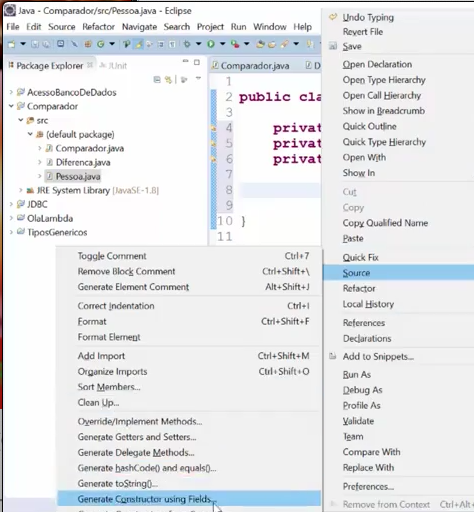 Java - Comparador/src/Pessoa.java - Eclipse
File Edit Source Refactor Navigate Search Project Run Window Help
Package Explorer JUnit
AcessoBancoDeDados
Comparador
src
(default package)
Comparador.java
Diferenca.java
Pessoa.java
JRE System Library [JavaSE-1.8]
JDBC
OlaLambda
TiposGenericos
Comparador.java D
1
2 public cla
3
4 privat
5 privat
6 privat
7
8
9
10 }
11
Undo Typing
Revert File
Save
Open Declaration
Open Type Hierarchy
Open Call Hierarchy
Show in Breadcrumb
Quick Outline
Quick Type Hierarchy
Open With
Show In
Cut
Copy
Copy Qualified Name
Paste
Quick Fix
Source
Refactor
Local History
References
Declarations
Add to Snippets...
Run As
Debug As
Profile As
Validate
Team
Compare With
Replace With
Preferences...
Remove from Context Ctrl+Alt+
Toggle Comment Ctrl+7
Remove Block Comment Ctrl+Shift+\
Generate Element Comment Alt+Shift+J
Correct Indentation Ctrl+I
Format Ctrl+Shift+F
Format Element
Add Import Ctrl+Shift+M
Organize Imports Ctrl+Shift+O
Sort Members...
Clean Up...
Override/Implement Methods...
Generate Getters and Setters...
Generate Delegate Methods...
Generate hashCode() and equals()...
Generate toString()...
Generate Constructor using Fields...